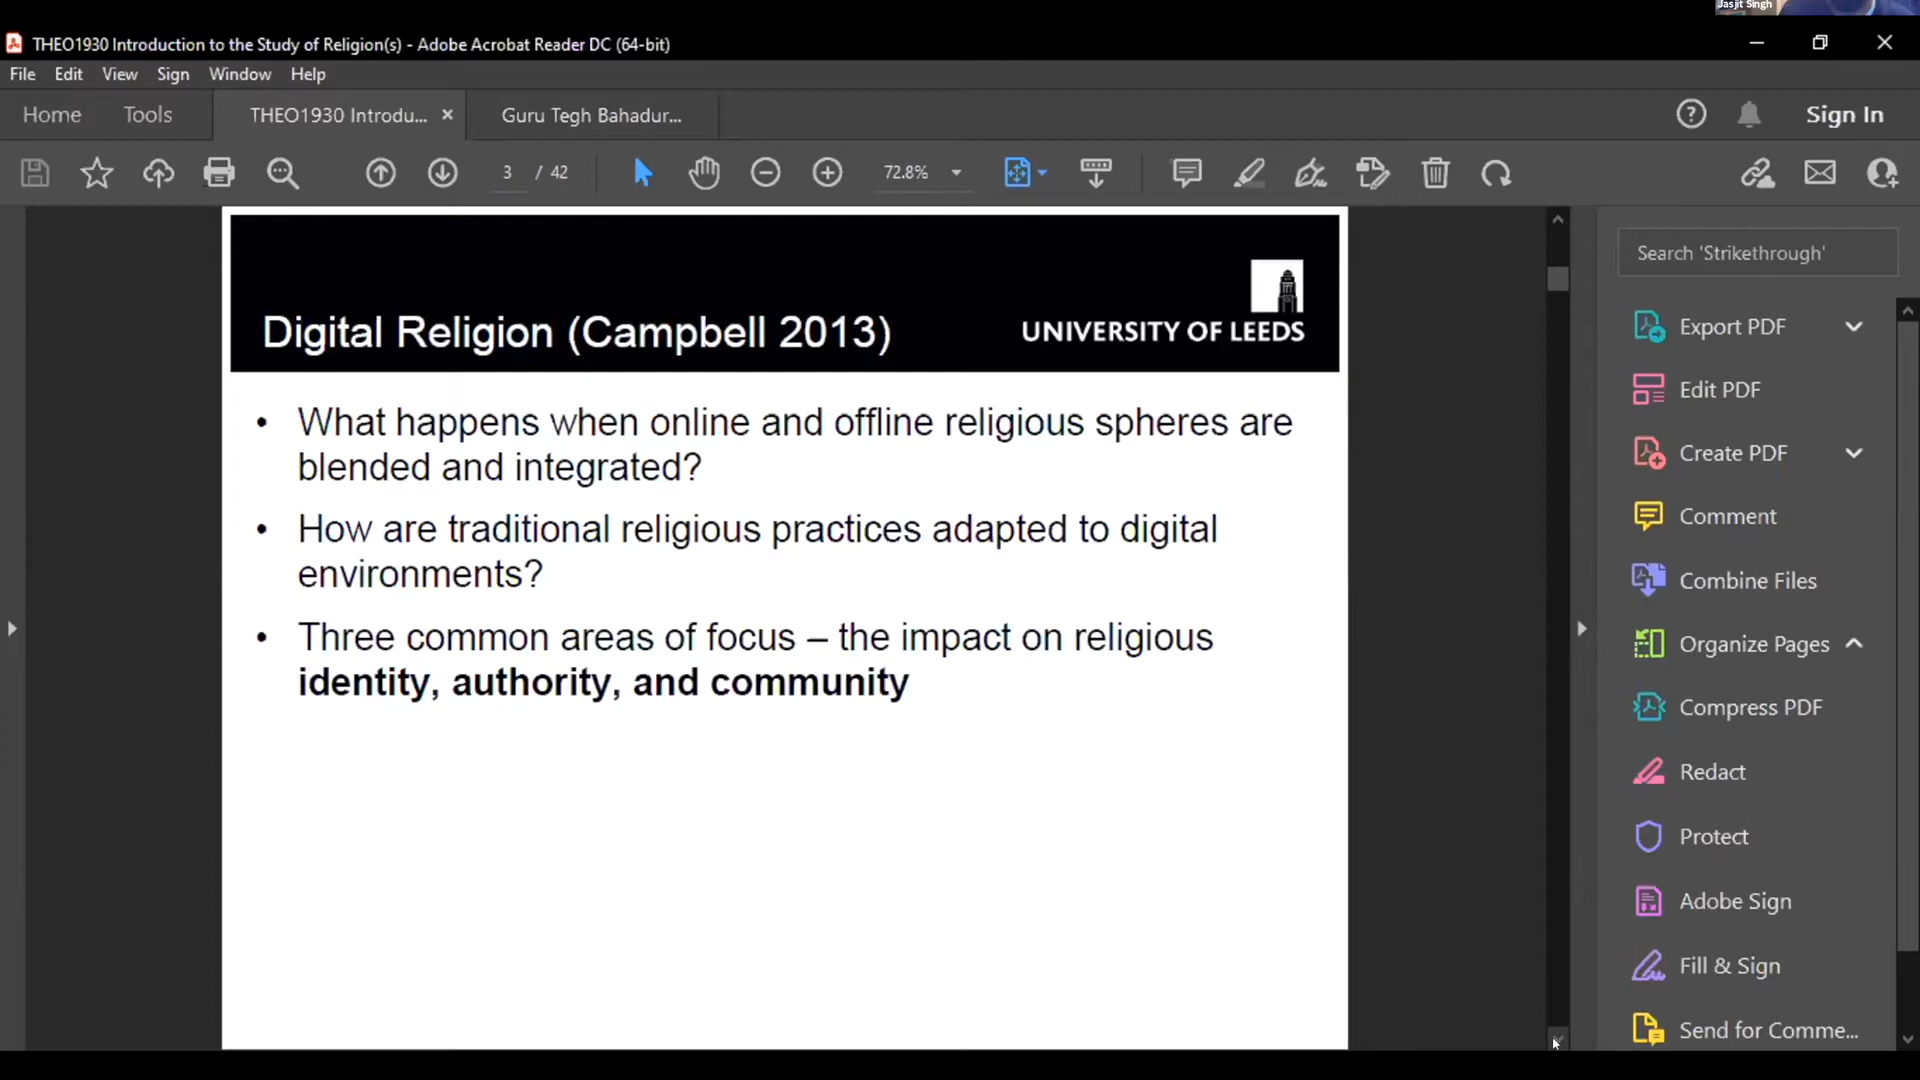 Jasjit Singh
THEO1930 Introduction to the Study of Religion(s) - Adobe Acrobat Reader DC (64-bit)
File Edit View Sign Window Help
Home Tools THEO1930 Introdu... × Guru Tegh Bahadur... Sign In
3 / 42 72.8%
Search 'Strikethrough'
Digital Religion (Campbell 2013)
UNIVERSITY OF LEEDS
• What happens when online and offline religious spheres are
blended and integrated?
• How are traditional religious practices adapted to digital
environments?
• Three common areas of focus – the impact on religious
identity, authority, and community
Export PDF
Edit PDF
Create PDF
Comment
Combine Files
Organize Pages
Compress PDF
Redact
Protect
Adobe Sign
Fill & Sign
Send for Comme...